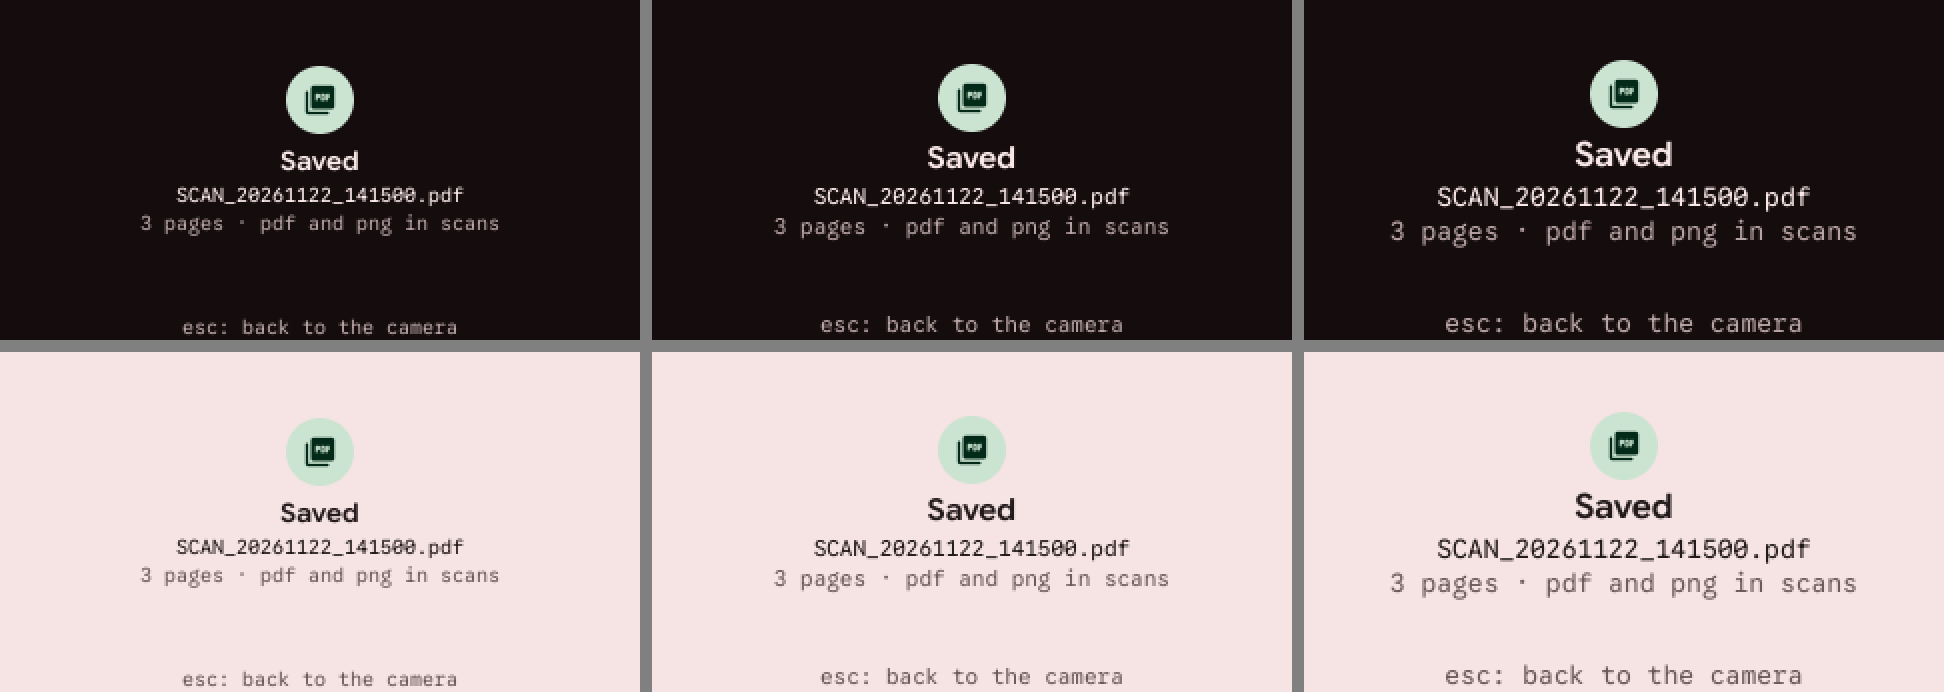 PDF
Saved
SCAN_20261122_141500.pdf
3 pages · pdf and png in scans
esc: back to the camera
PDF
Saved
SCAN_20261122_141500.pdf
3 pages · pdf and png in scans
esc: back to the camera
PDF
Saved
SCAN_20261122_141500.pdf
3 pages · pdf and png in scans
esc: back to the camera
PDF
Saved
SCAN_20261122_141500.pdf
3 pages · pdf and png in scans
esc: back to the camera
PDF
Saved
SCAN_20261122_141500.pdf
3 pages · pdf and png in scans
esc: back to the camera
PDF
Saved
SCAN_20261122_141500.pdf
3 pages · pdf and png in scans
esc: back to the camera